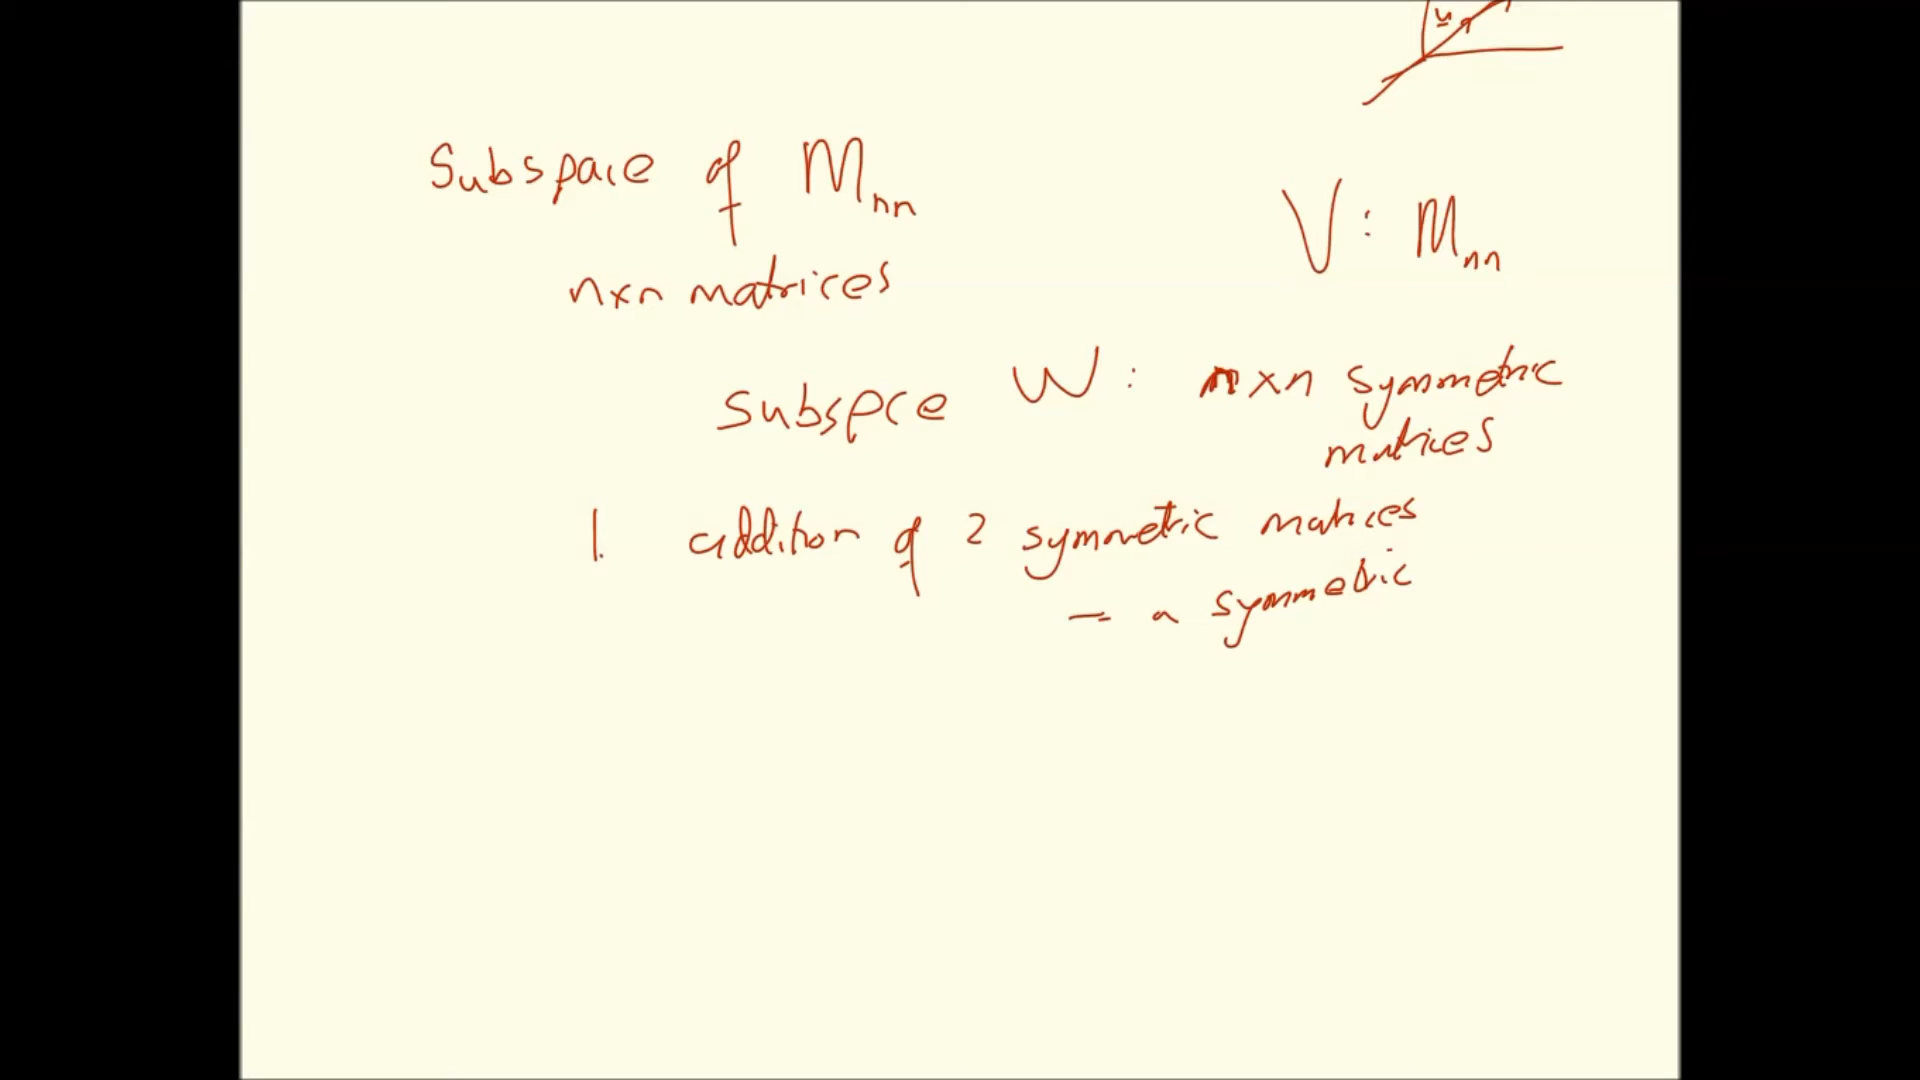 u
Subspace of Mnn
V: Mnn
nxn matrices
subspce W: nxn symmetric
matrices
1. addition of 2 symmetric matrices
= a symmetric